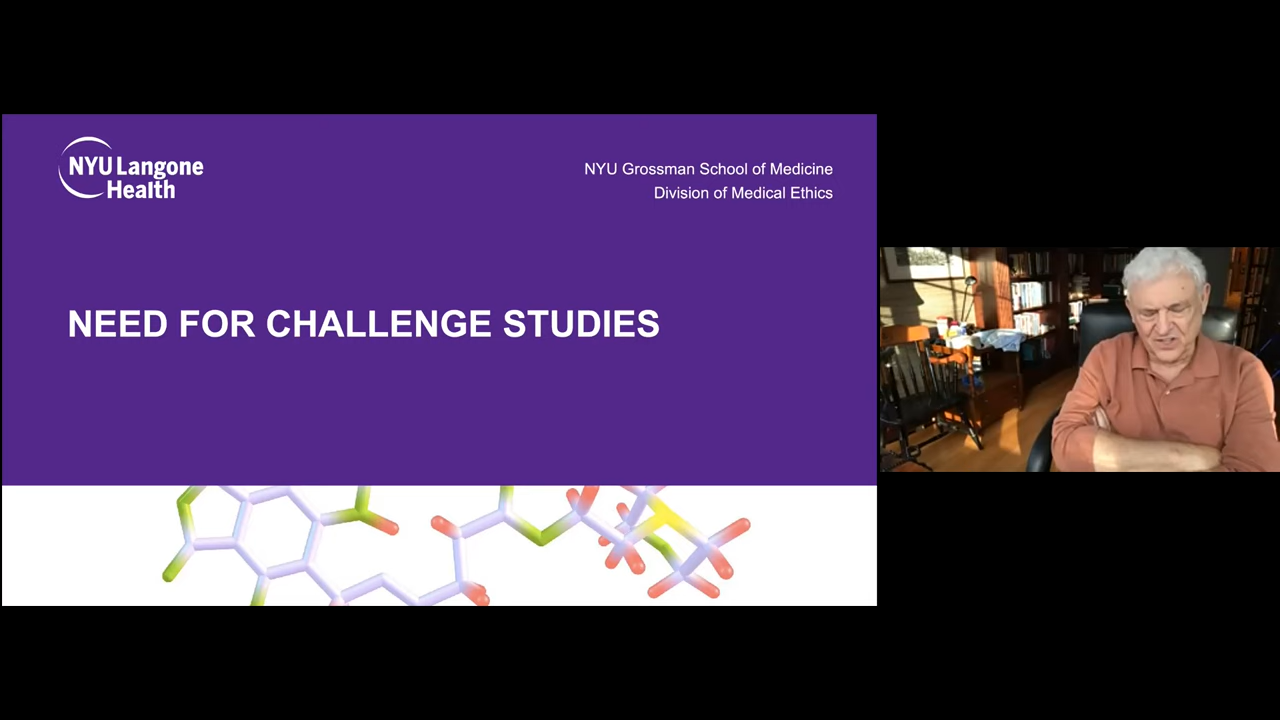 NYU Langone
Health
NYU Grossman School of Medicine
Division of Medical Ethics
NEED FOR CHALLENGE STUDIES